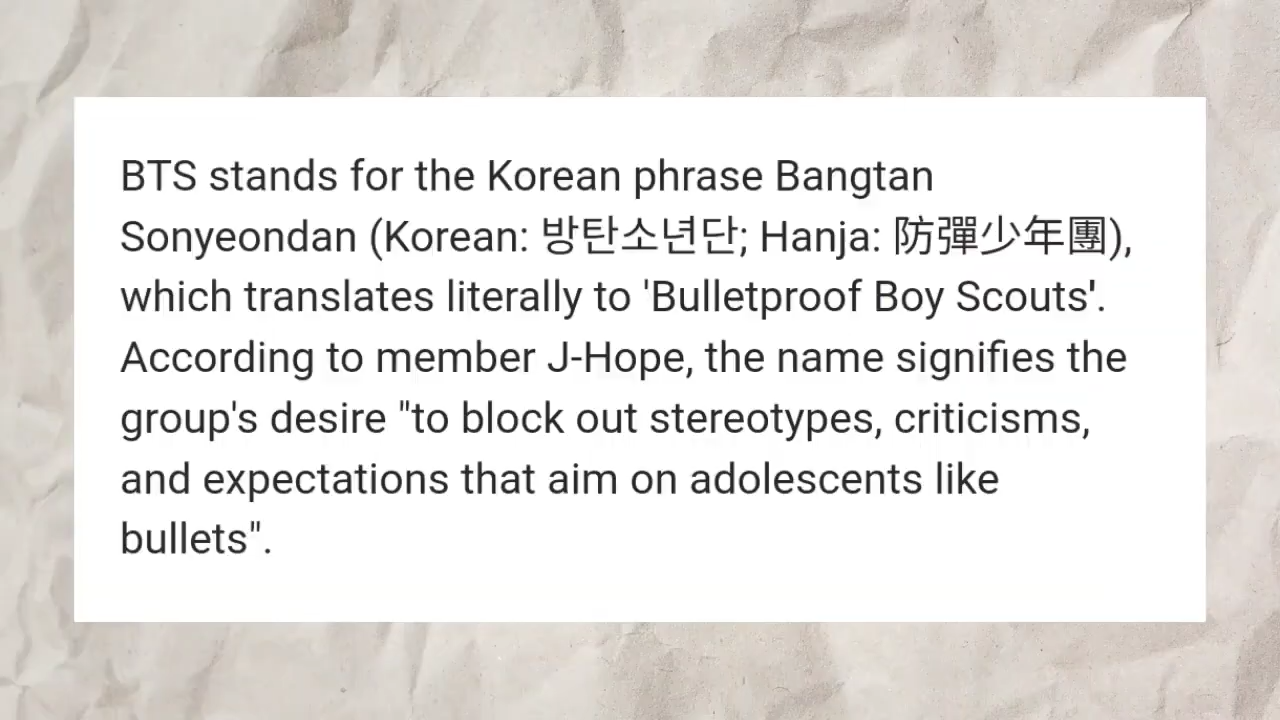 BTS stands for the Korean phrase Bangtan
Sonyeondan (Korean: 방탄소년단; Hanja: 防彈少年團),
which translates literally to 'Bulletproof Boy Scouts'.
According to member J-Hope, the name signifies the
group's desire "to block out stereotypes, criticisms,
and expectations that aim on adolescents like
bullets".